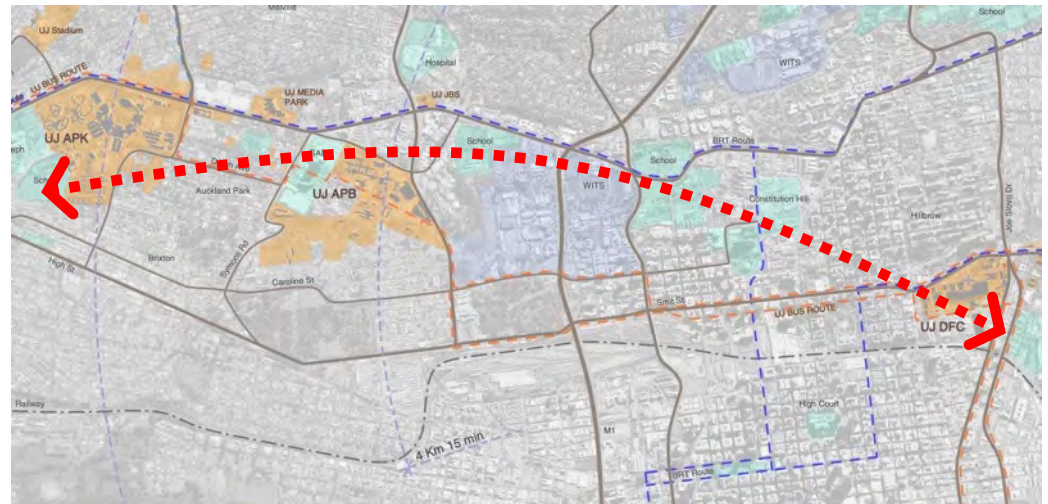 Melville
School
UJ Stadium
Hospital
WITS
UJ BUS ROUTE
UJ MEDIA
PARK
UJ JBS
UJ APK
School
BRT Route
School
WITS
Auckland Park
UJ APB
Constitution Hill
Hillbrow
Joe Slovo Dr
Brixton
High St
Symons Rd
Caroline St
Smit St
UJ BUS ROUTE
UJ DFC
Railway
High Court
M1
4 Km 15 min
BRT Route